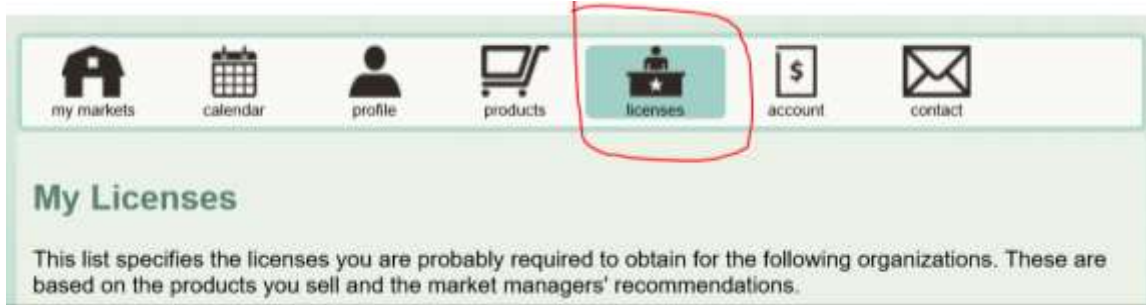 my markets calendar profile products licenses account contact
My Licenses
This list specifies the licenses you are probably required to obtain for the following organizations. These are
based on the products you sell and the market managers' recommendations.